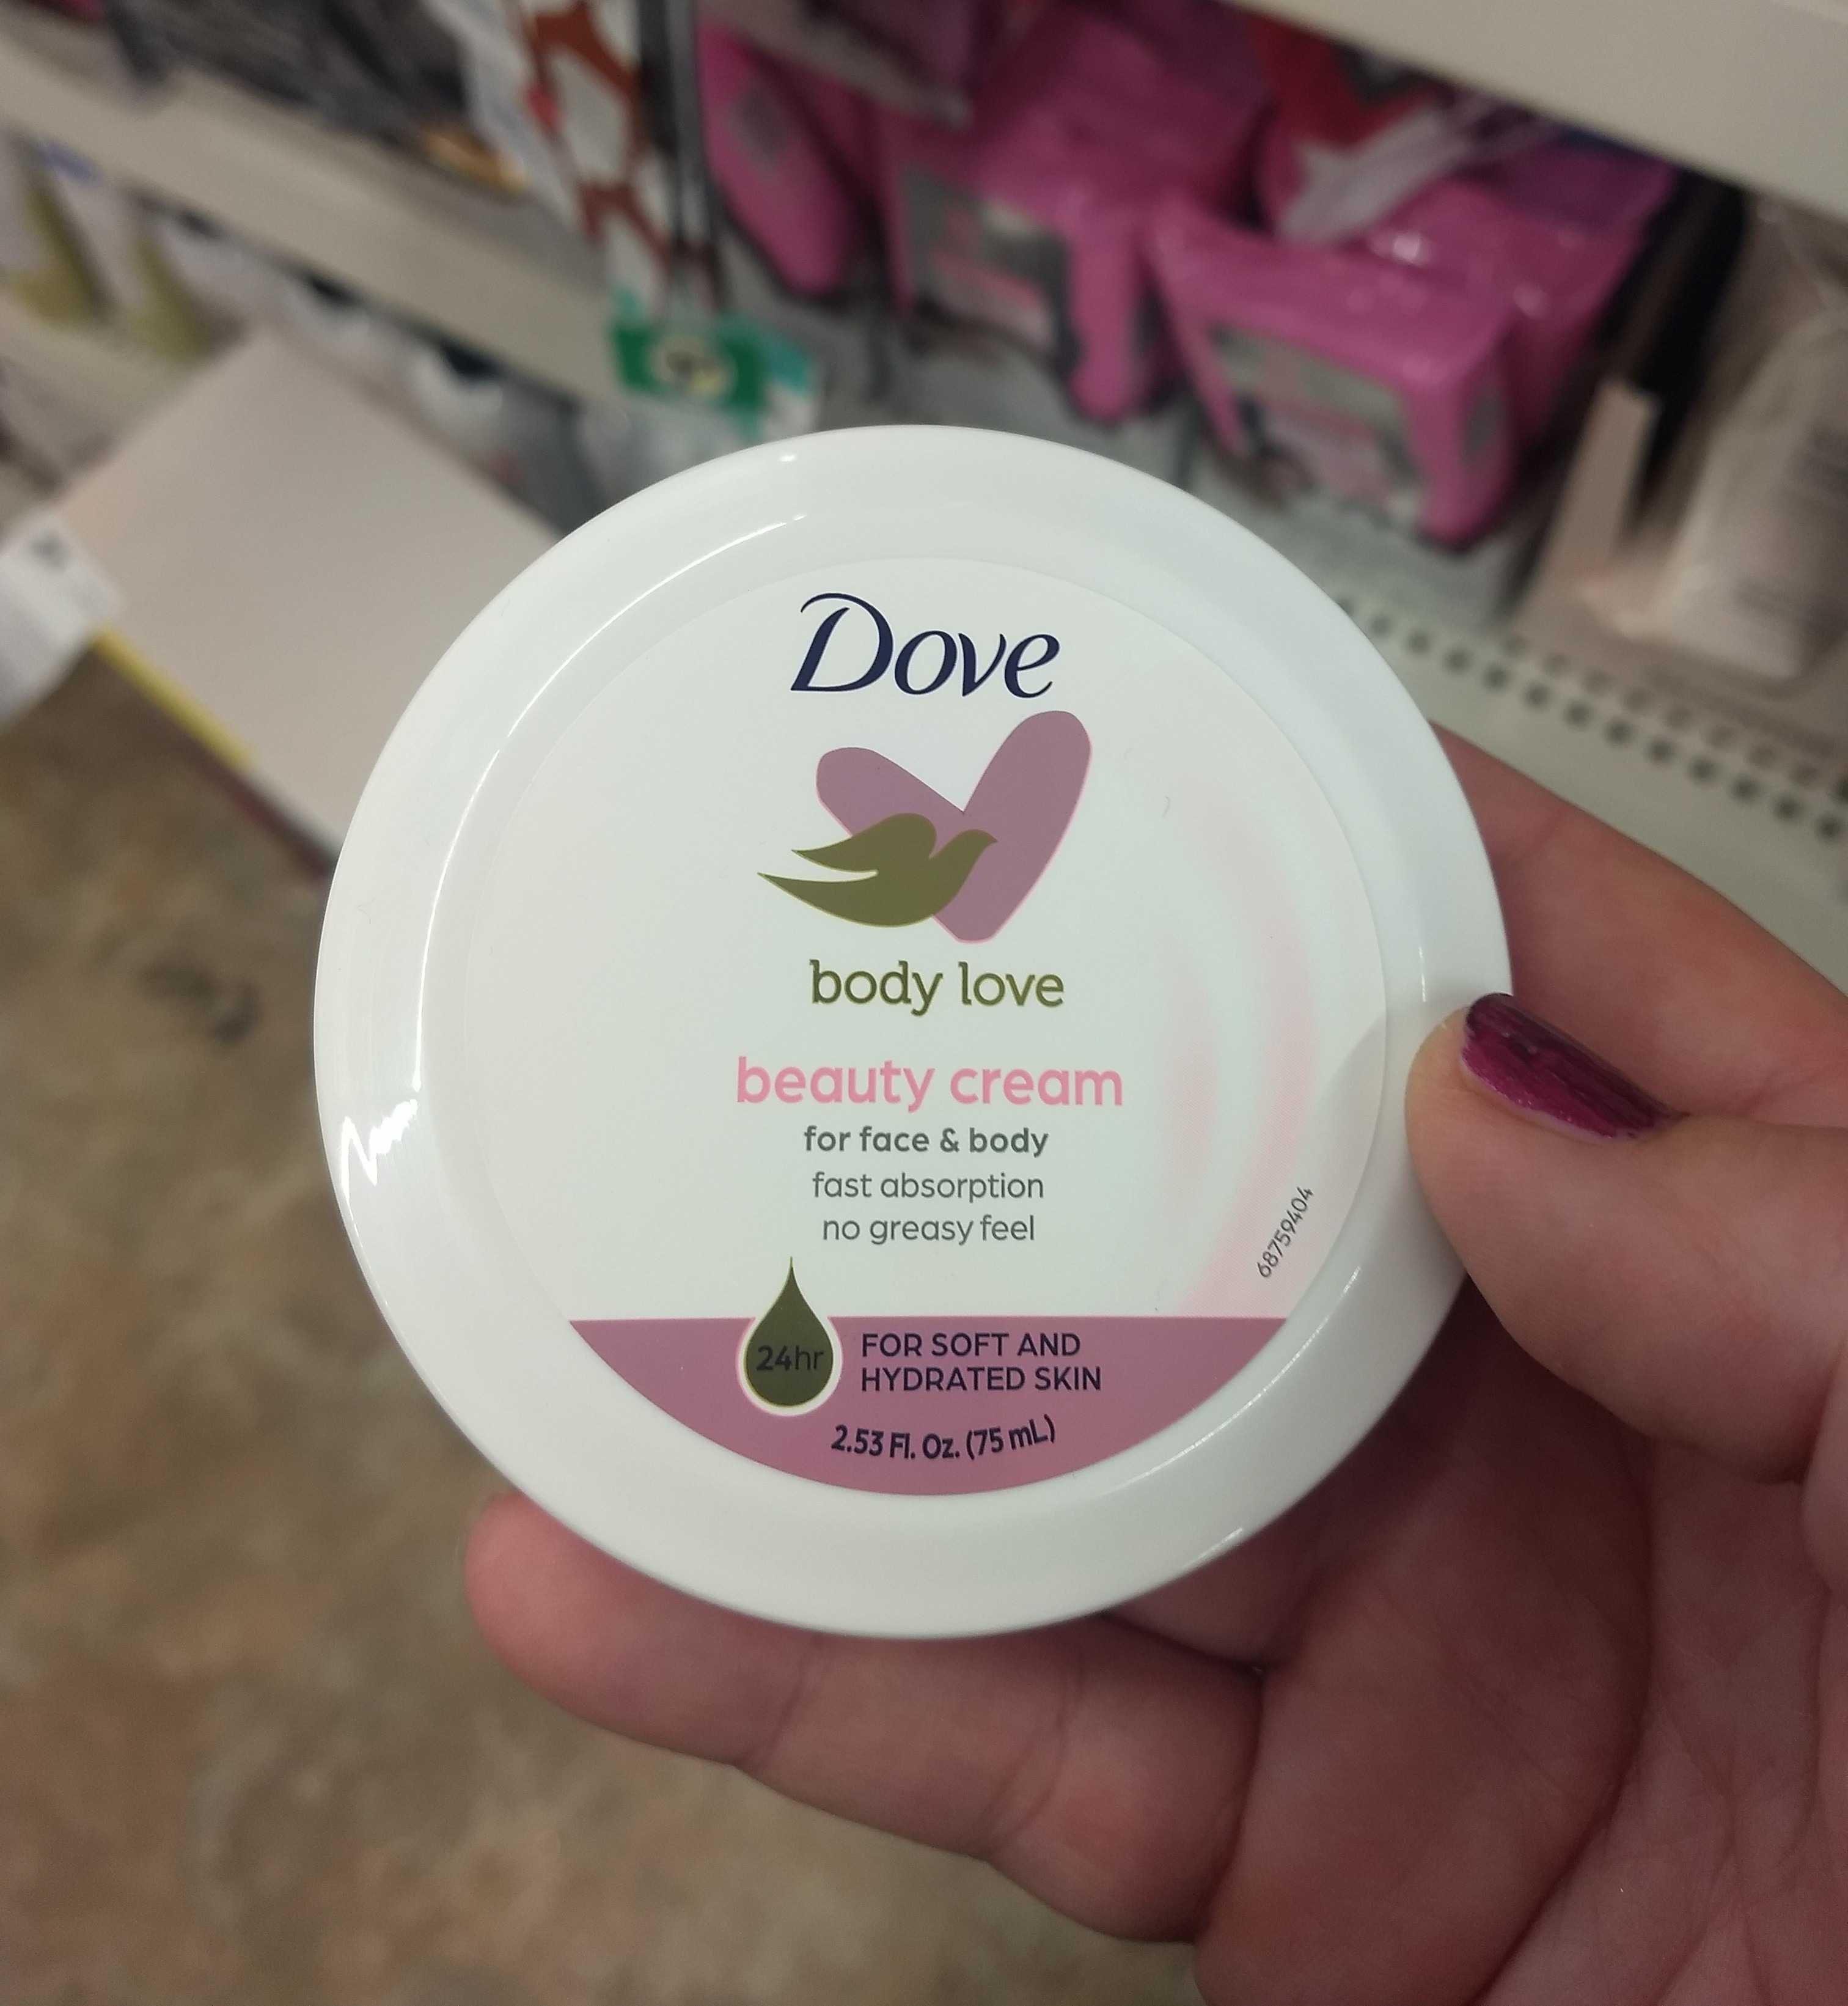 Dove
body love
beauty cream
for face & body
fast absorption
no greasy feel
68759404
24hr
FOR SOFT AND
HYDRATED SKIN
2.53 Fl. Oz. (75 mL)